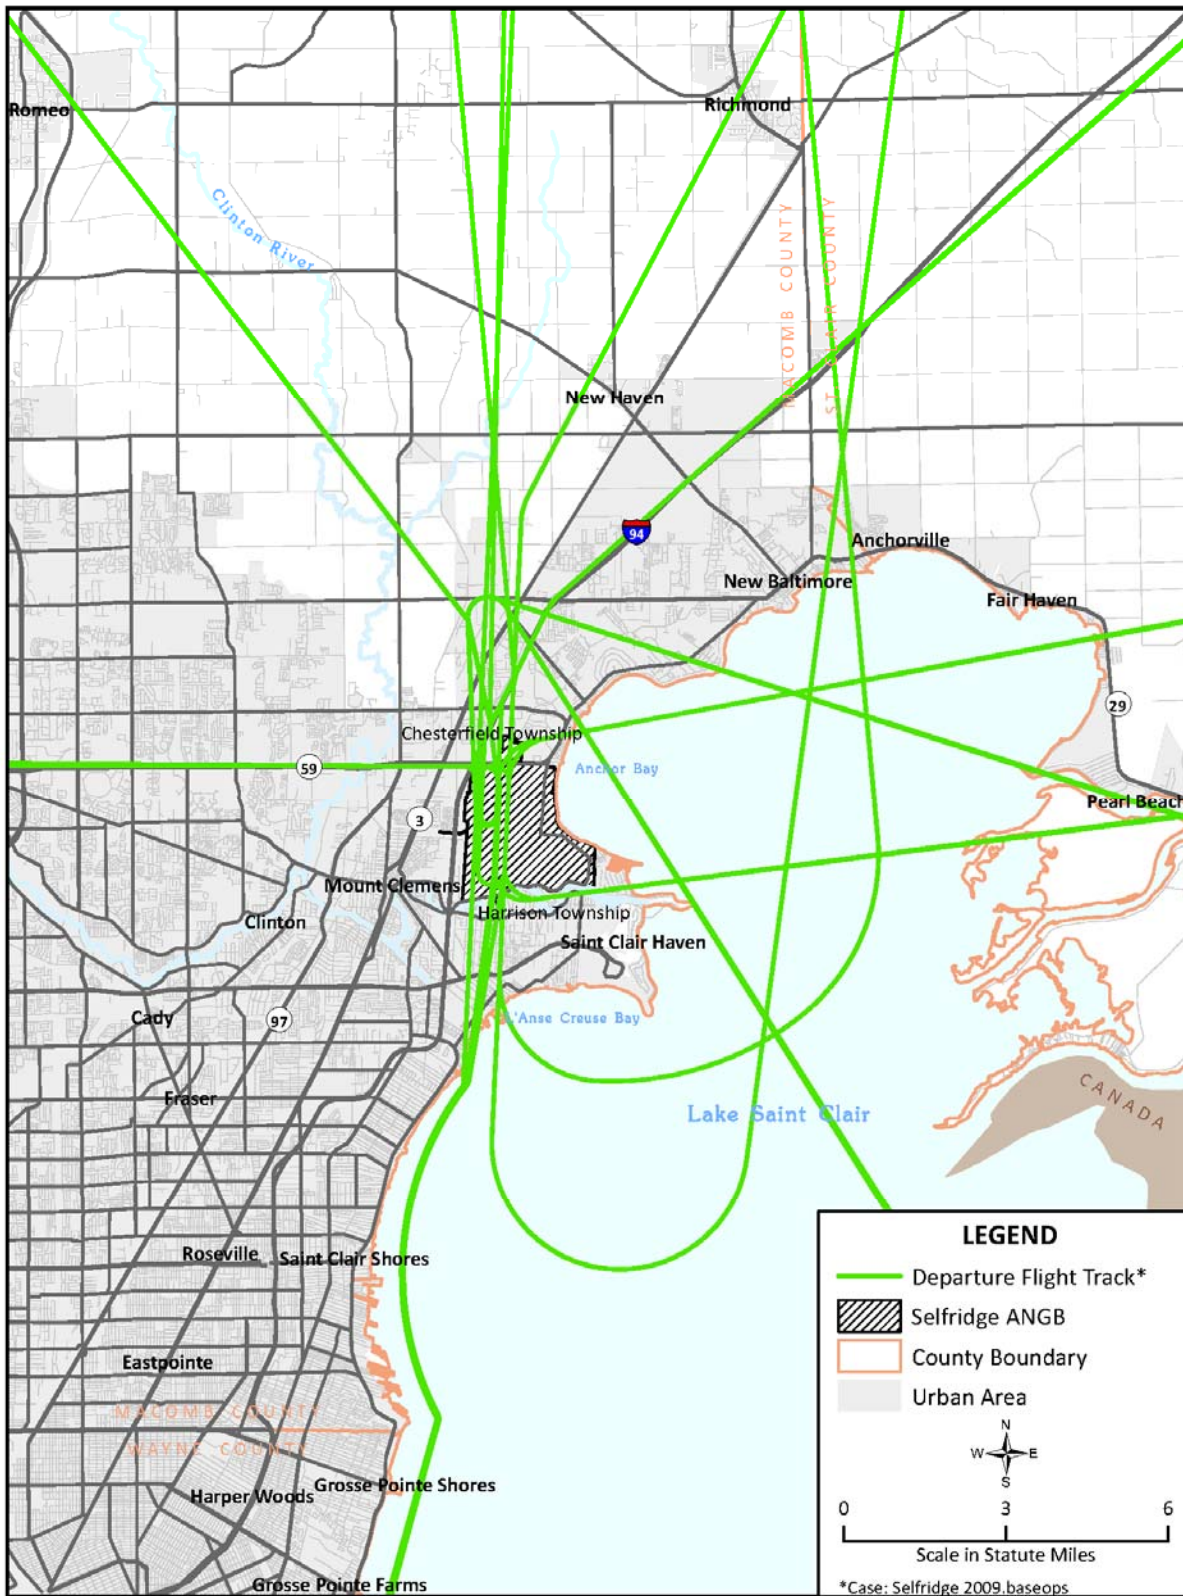 Romeo
Richmond
Clinton River
MACOMB COUNTY
ST CLAIR COUNTY
New Haven
94
Anchorville
New Baltimore
Fair Haven
29
Chesterfield Township
59
Anchor Bay
Pearl Beach
3
Mount Clemens
Harrison Township
Clinton
Saint Clair Haven
Cady
97
L'Anse Creuse Bay
Fraser
CANADA
Lake Saint Clair
Roseville
Saint Clair Shores
Eastpointe
MACOMB COUNTY
WAYNE COUNTY
Grosse Pointe Shores
Harper Woods
Grosse Pointe Farms
LEGEND
Departure Flight Track*
Selfridge ANGB
County Boundary
Urban Area
N
W E
S
0 3 6
Scale in Statute Miles
*Case: Selfridge 2009.baseops